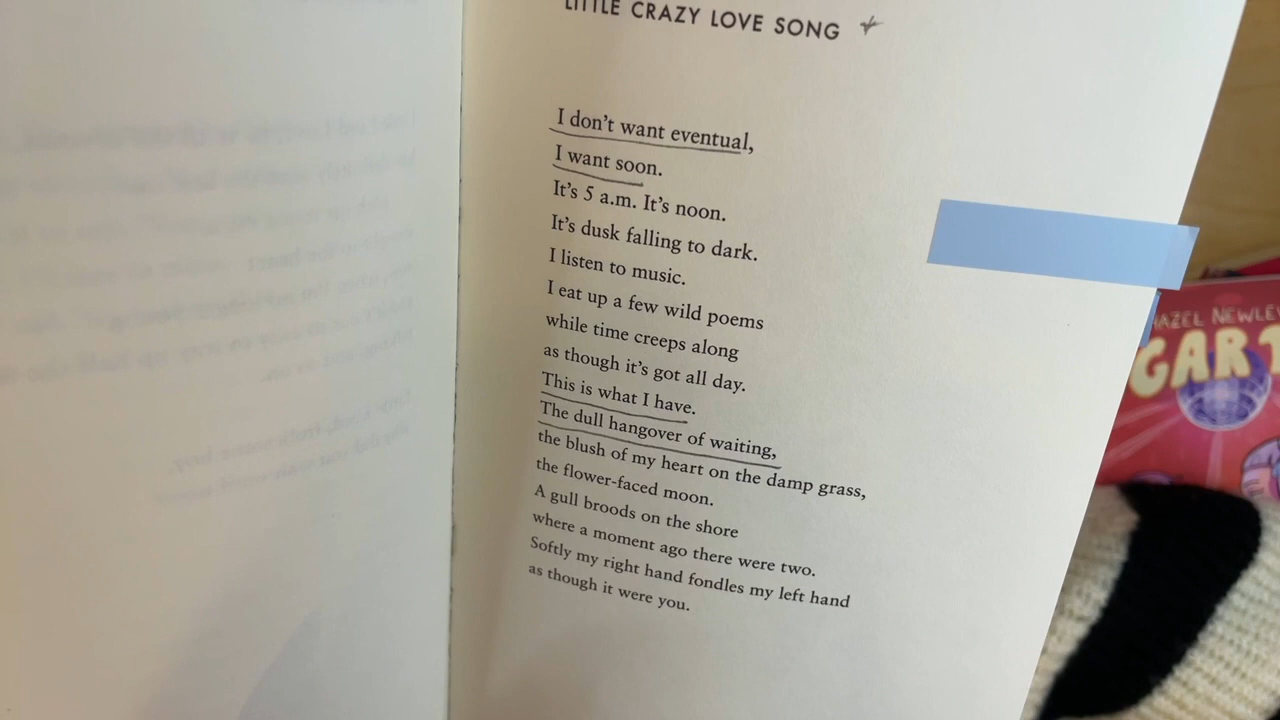 LITTLE CRAZY LOVE SONG
I don't want eventual,
I want soon.
It's 5 a.m. It's noon.
It's dusk falling to dark.
I listen to music.
I eat up a few wild poems
while time creeps along
as though it's got all day.
This is what I have.
The dull hangover of waiting,
the blush of my heart on the damp grass,
the flower-faced moon.
A gull broods on the shore
where a moment ago there were two.
Softly my right hand fondles my left hand
as though it were you.
HAZEL NEWLE
GAR